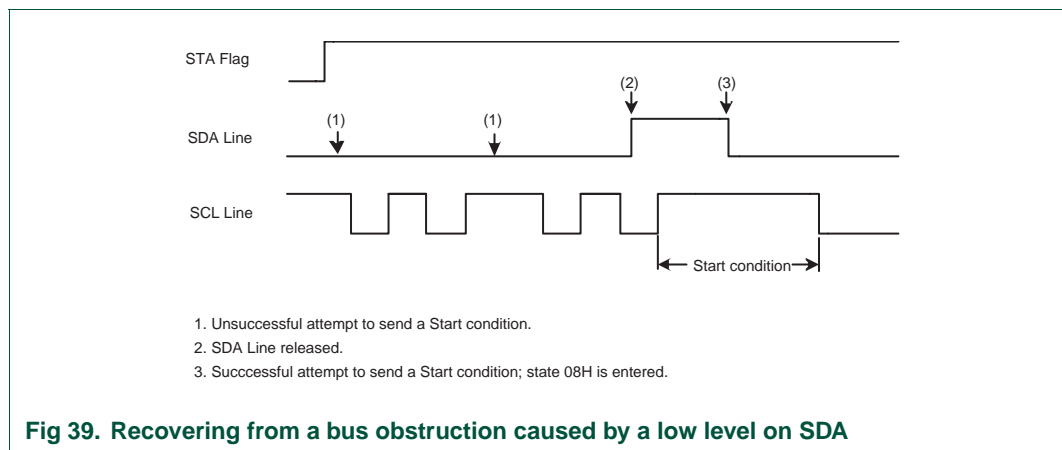 STA Flag
(2)
(3)
(1)
(1)
SDA Line
SCL Line
Start condition
1. Unsuccessful attempt to send a Start condition.
2. SDA Line released.
3. Succcessful attempt to send a Start condition; state 08H is entered.
Fig 39. Recovering from a bus obstruction caused by a low level on SDA